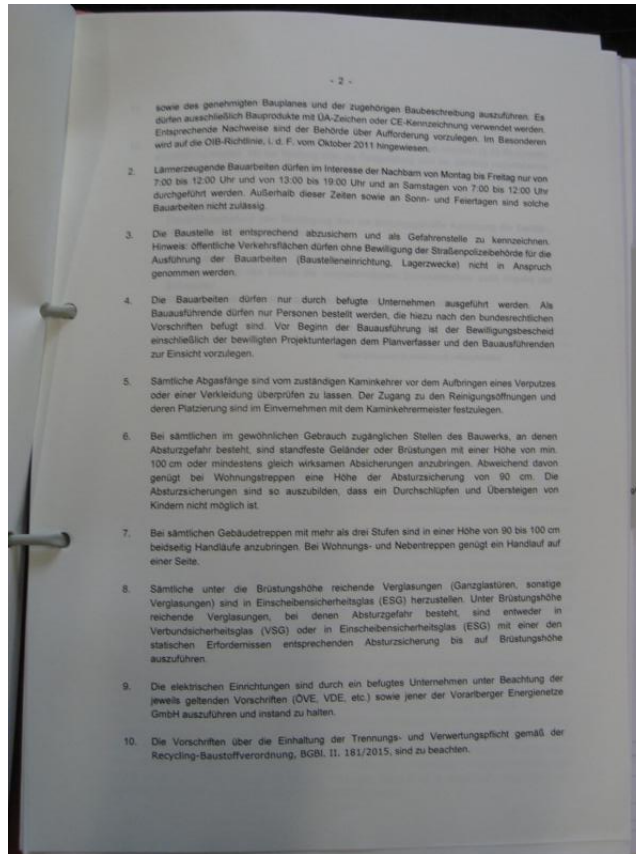 - 2 -
sowie des genehmigten Bauplanes und der zugehörigen Baubeschreibung auszuführen. Es
dürfen ausschließlich Bauprodukte mit ÜA-Zeichen oder CE-Kennzeichnung verwendet werden.
Entsprechende Nachweise sind der Behörde über Aufforderung vorzulegen. Im Besonderen
wird auf die OIB-Richtlinie, i. d. F. vom Oktober 2011 hingewiesen.
2. Lärmerzeugende Bauarbeiten dürfen im Interesse der Nachbarn von Montag bis Freitag nur von
7:00 bis 12:00 Uhr und von 13:00 bis 19:00 Uhr und an Samstagen von 7:00 bis 12:00 Uhr
durchgeführt werden. Außerhalb dieser Zeiten sowie an Sonn- und Feiertagen sind solche
Bauarbeiten nicht zulässig.
3. Die Baustelle ist entsprechend abzusichern und als Gefahrenstelle zu kennzeichnen.
Hinweis: öffentliche Verkehrsflächen dürfen ohne Bewilligung der Straßenpolizeibehörde für die
Ausführung der Bauarbeiten (Baustelleneinrichtung, Lagerzwecke) nicht in Anspruch
genommen werden.
4. Die Bauarbeiten dürfen nur durch befugte Unternehmen ausgeführt werden. Als
Bauausführende dürfen nur Personen bestellt werden, die hiezu nach den bundesrechtlichen
Vorschriften befugt sind. Vor Beginn der Bauausführung ist der Bewilligungsbescheid
einschließlich der bewilligten Projektunterlagen dem Planverfasser und den Bauausführenden
zur Einsicht vorzulegen.
5. Sämtliche Abgasfänge sind vom zuständigen Kaminkehrer vor dem Aufbringen eines Verputzes
oder einer Verkleidung überprüfen zu lassen. Der Zugang zu den Reinigungsöffnungen und
deren Platzierung sind im Einvernehmen mit dem Kaminkehrermeister festzulegen.
6. Bei sämtlichen im gewöhnlichen Gebrauch zugänglichen Stellen des Bauwerks, an denen
Absturzgefahr besteht, sind standfeste Geländer oder Brüstungen mit einer Höhe von min.
100 cm oder mindestens gleich wirksamen Absicherungen anzubringen. Abweichend davon
genügt bei Wohnungstreppen eine Höhe der Absturzsicherung von 90 cm. Die
Absturzsicherungen sind so auszubilden, dass ein Durchschlüpfen und Übersteigen von
Kindern nicht möglich ist.
7. Bei sämtlichen Gebäudetreppen mit mehr als drei Stufen sind in einer Höhe von 90 bis 100 cm
beidseitig Handläufe anzubringen. Bei Wohnungs- und Nebentreppen genügt ein Handlauf auf
einer Seite.
8. Sämtliche unter die Brüstungshöhe reichende Verglasungen (Ganzglastüren, sonstige
Verglasungen) sind in Einscheibensicherheitsglas (ESG) herzustellen. Unter Brüstungshöhe
reichende Verglasungen, bei denen Absturzgefahr besteht, sind entweder in
Verbundsicherheitsglas (VSG) oder in Einscheibensicherheitsglas (ESG) mit einer den
statischen Erfordernissen entsprechenden Absturzsicherung bis auf Brüstungshöhe
auszuführen.
9. Die elektrischen Einrichtungen sind durch ein befugtes Unternehmen unter Beachtung der
jeweils geltenden Vorschriften (ÖVE, VDE, etc.) sowie jener der Vorarlberger Energienetze
GmbH auszuführen und instand zu halten.
10. Die Vorschriften über die Einhaltung der Trennungs- und Verwertungspflicht gemäß der
Recycling-Baustoffverordnung, BGBl. II. 181/2015, sind zu beachten.